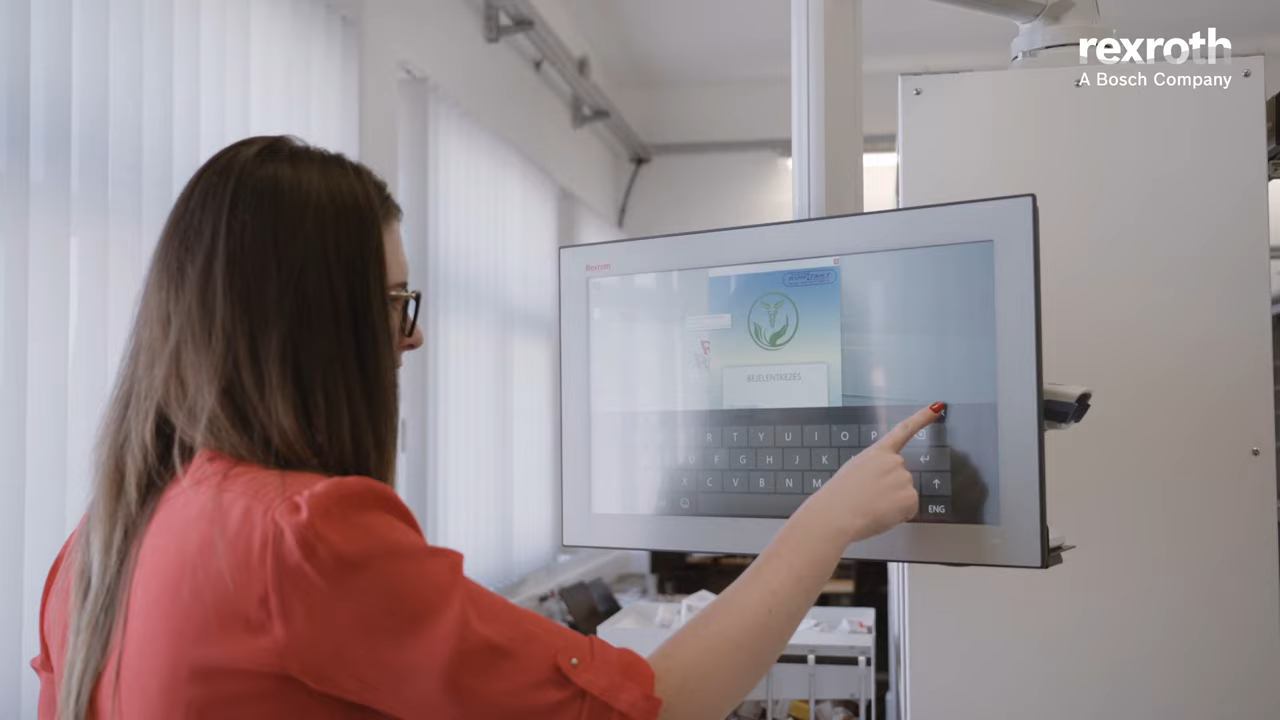 rexroth
A Bosch Company
Rexroth
BEJELENTKEZÉS
R T Y U I O P
F G H J K
X C V B N M
ENG